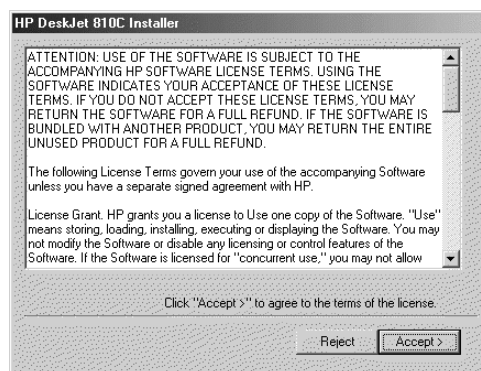 HP DeskJet 810C Installer
ATTENTION: USE OF THE SOFTWARE IS SUBJECT TO THE
ACCOMPANYING HP SOFTWARE LICENSE TERMS. USING THE
SOFTWARE INDICATES YOUR ACCEPTANCE OF THESE LICENSE
TERMS. IF YOU DO NOT ACCEPT THESE LICENSE TERMS, YOU MAY
RETURN THE SOFTWARE FOR A FULL REFUND. IF THE SOFTWARE IS
BUNDLED WITH ANOTHER PRODUCT, YOU MAY RETURN THE ENTIRE
UNUSED PRODUCT FOR A FULL REFUND.
The following License Terms govern your use of the accompanying Software
unless you have a separate signed agreement with HP.
License Grant. HP grants you a license to Use one copy of the Software. "Use"
means storing, loading, installing, executing or displaying the Software. You may
not modify the Software or disable any licensing or control features of the
Software. If the Software is licensed for "concurrent use," you may not allow
Click "Accept >" to agree to the terms of the license.
Reject Accept >